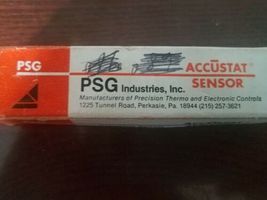 PSG
ACCUSTAT
PSG Industries, Inc. SENSOR
Manufacturers of Precision Thermo and Electronic Controls
1225 Tunnel Road, Perkasie, Pa. 18944 (215) 257-3621